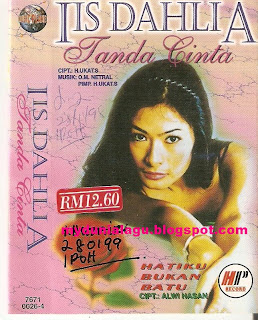 IIS DAHLIA
Tanda Cinta
CIPT.: H.UKAT.S.
MUSIK: O.M. NETRAL
PIMP. H.UKAT.S
RM12.60
280199
IPOH
HATIKU
BUKAN
BATU
CIPT.: ALWI HASAN
HP
RECORD
IIS DAHLIA
Tanda Cinta
7671
0026-4